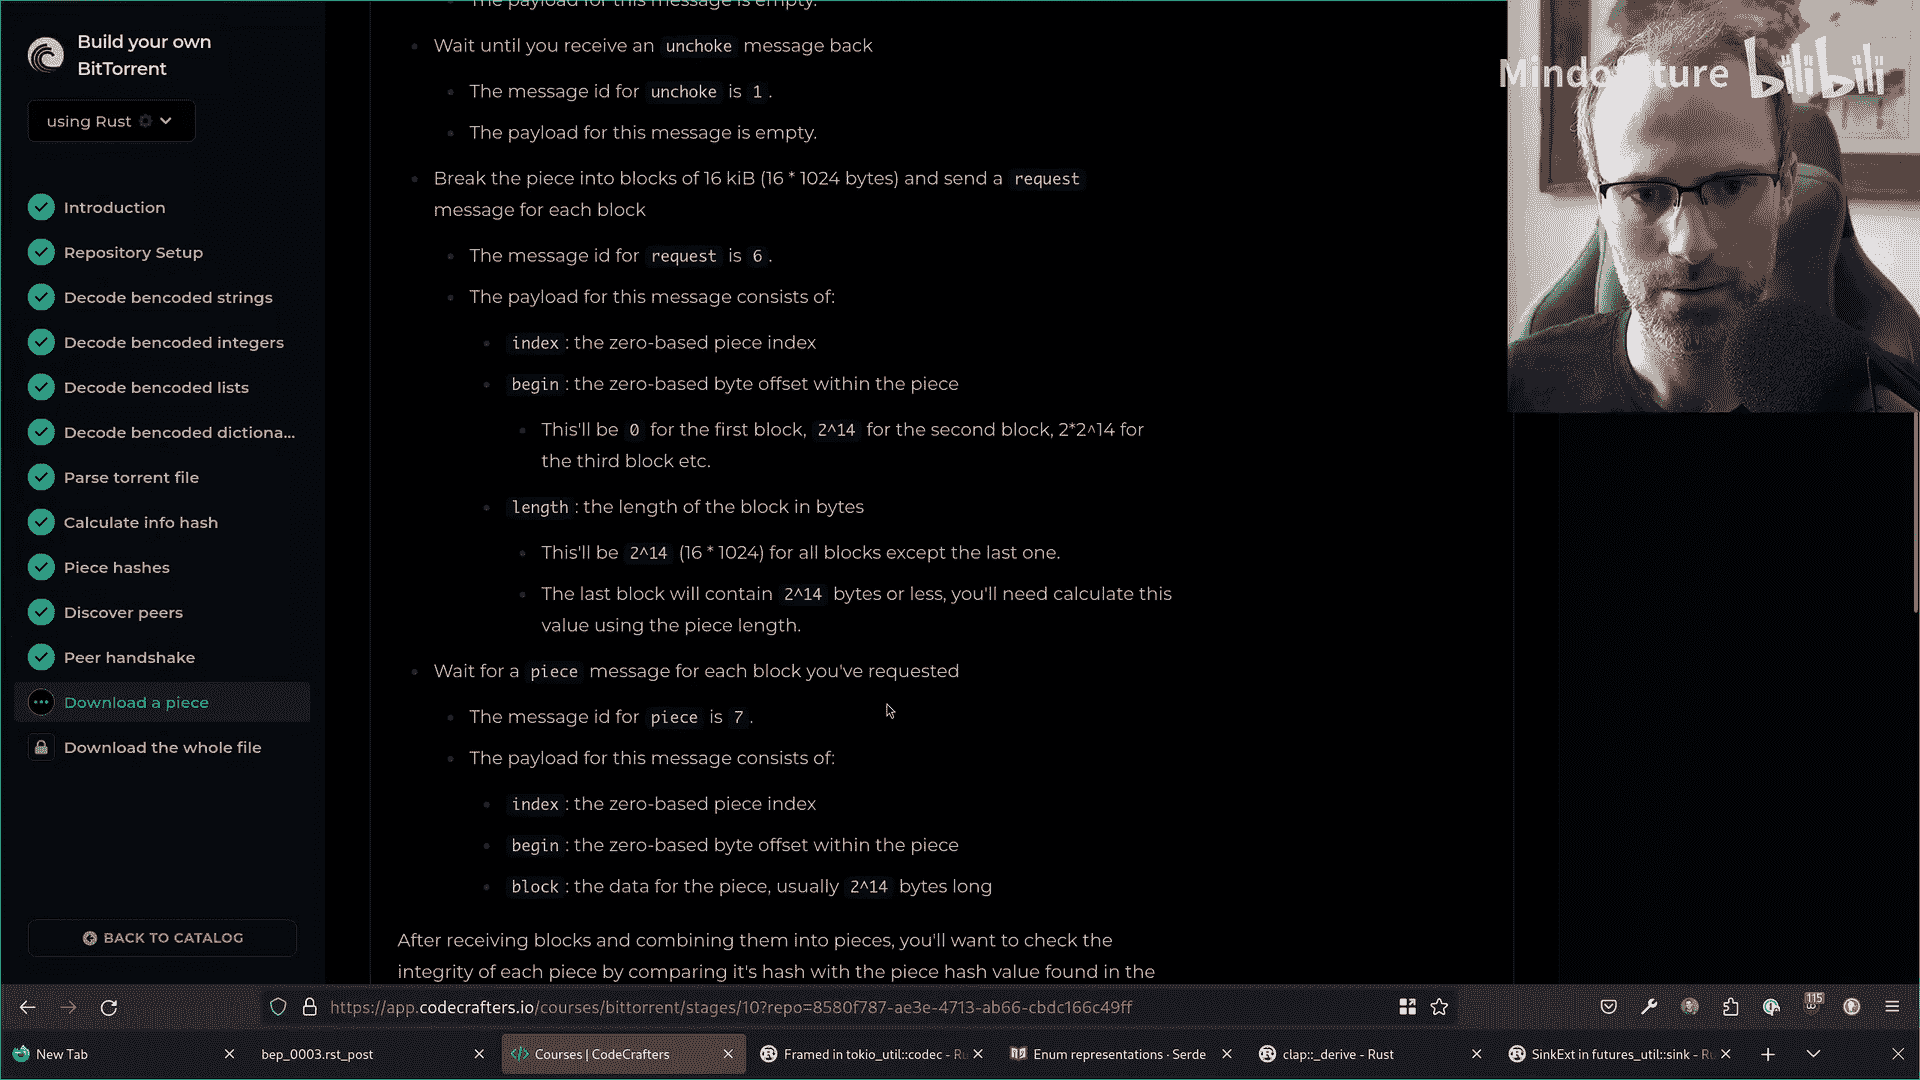 Build your own
BitTorrent
using Rust
Introduction
Repository Setup
Decode bencoded strings
Decode bencoded integers
Decode bencoded lists
Decode bencoded dictiona...
Parse torrent file
Calculate info hash
Piece hashes
Discover peers
Peer handshake
Download a piece
Download the whole file
BACK TO CATALOG
The payload for this message is empty.
Wait until you receive an unchoke message back
The message id for unchoke is 1.
The payload for this message is empty.
Break the piece into blocks of 16 kiB (16 * 1024 bytes) and send a request
message for each block
The message id for request is 6.
The payload for this message consists of:
index: the zero-based piece index
begin: the zero-based byte offset within the piece
This'll be 0 for the first block, 2^14 for the second block, 2*2^14 for
the third block etc.
length: the length of the block in bytes
This'll be 2^14 (16 * 1024) for all blocks except the last one.
The last block will contain 2^14 bytes or less, you'll need calculate this
value using the piece length.
Wait for a piece message for each block you've requested
The message id for piece is 7.
The payload for this message consists of:
index: the zero-based piece index
begin: the zero-based byte offset within the piece
block: the data for the piece, usually 2^14 bytes long
After receiving blocks and combining them into pieces, you'll want to check the
integrity of each piece by comparing it's hash with the piece hash value found in the
bilibili
https://app.codecrafters.io/courses/bittorrent/stages/10?repo=8580f787-ae3e-4713-ab66-cbdc166c49ff
115
New Tab
bep_0003.rst_post
Courses | CodeCrafters
Framed in tokio_util::codec - Ru
Enum representations · Serde
clap::_derive - Rust
SinkExt in futures_util::sink - Ru